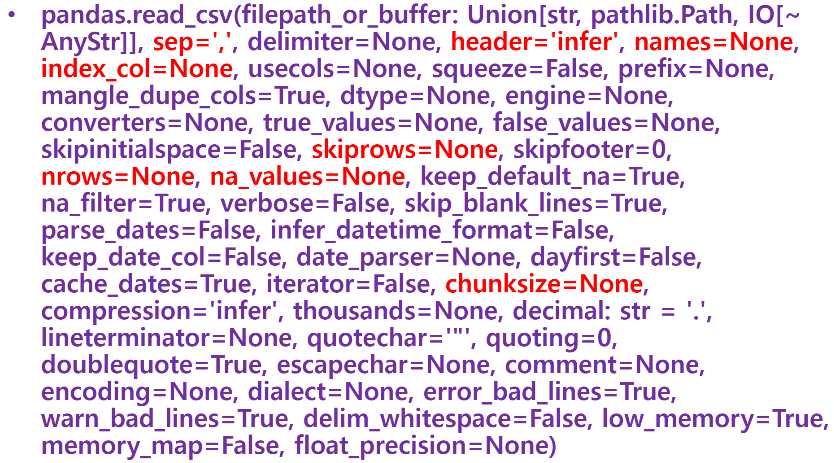 • pandas.read_csv(filepath_or_buffer: Union[str, pathlib.Path, IO[~
AnyStr]], sep=',', delimiter=None, header='infer', names=None,
index_col=None, usecols=None, squeeze=False, prefix=None,
mangle_dupe_cols=True, dtype=None, engine=None,
converters=None, true_values=None, false_values=None,
skipinitialspace=False, skiprows=None, skipfooter=0,
nrows=None, na_values=None, keep_default_na=True,
na_filter=True, verbose=False, skip_blank_lines=True,
parse_dates=False, infer_datetime_format=False,
keep_date_col=False, date_parser=None, dayfirst=False,
cache_dates=True, iterator=False, chunksize=None,
compression='infer', thousands=None, decimal: str = '.',
lineterminator=None, quotechar='"', quoting=0,
doublequote=True, escapechar=None, comment=None,
encoding=None, dialect=None, error_bad_lines=True,
warn_bad_lines=True, delim_whitespace=False, low_memory=True,
memory_map=False, float_precision=None)